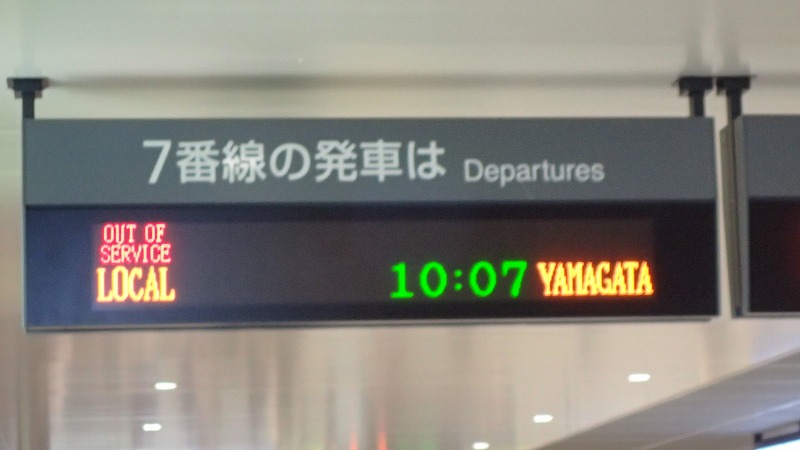 7番線の発車は Departures
OUT OF
SERVICE
LOCAL 10:07 YAMAGATA